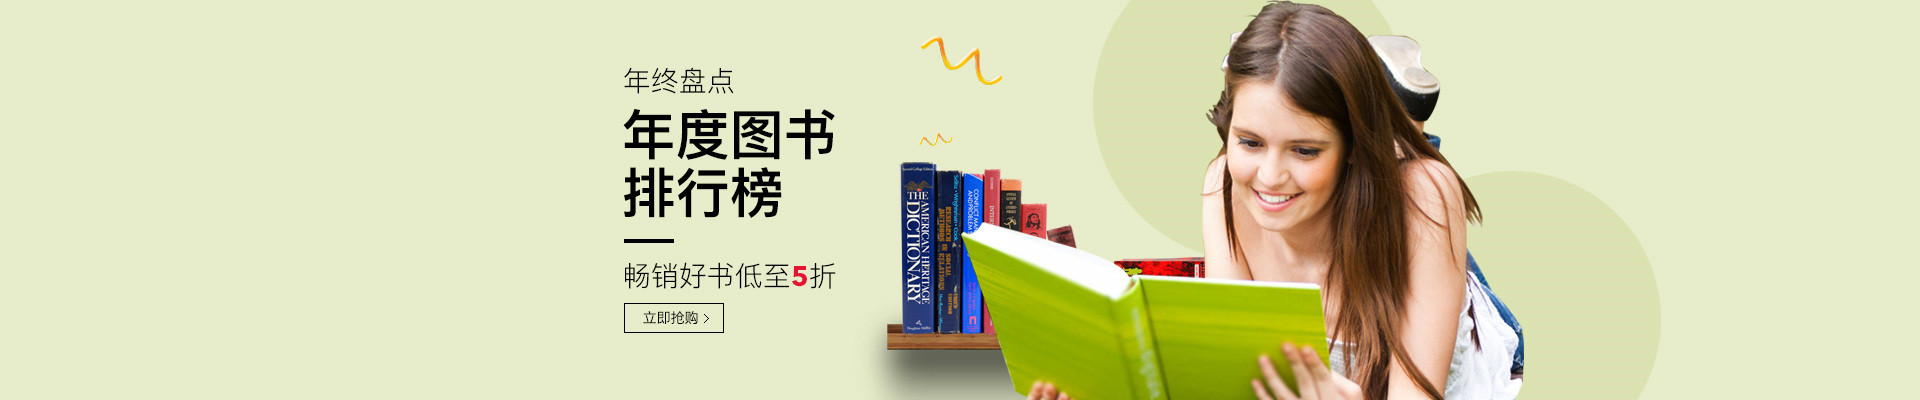 年终盘点
年度图书
排行榜
畅销好书低至5折
立即抢购 >
THE
AMERICAN HERITAGE
DICTIONARY